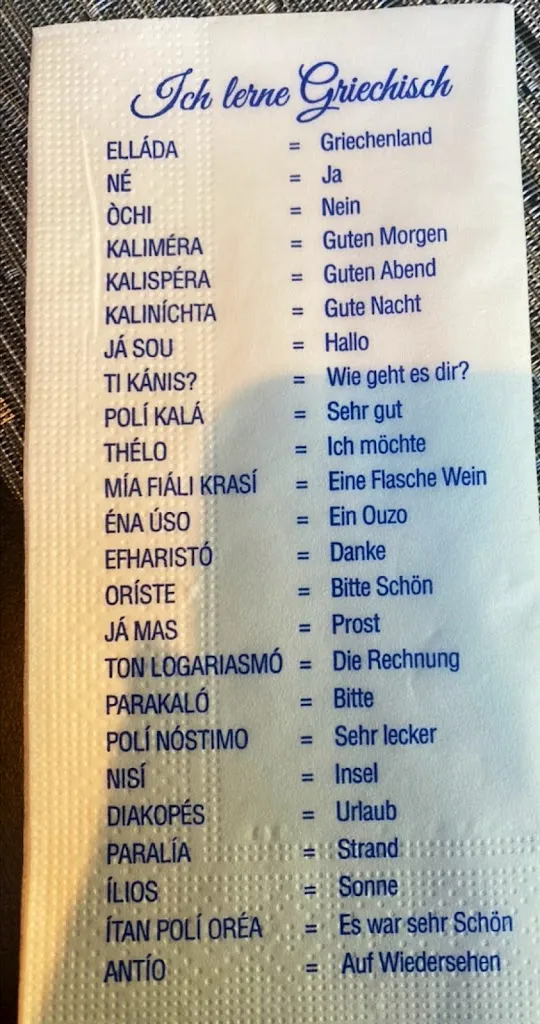 Ich lerne Griechisch
ELLÁDA = Griechenland
NÉ = Ja
ÒCHI = Nein
KALIMÉRA = Guten Morgen
KALISPÉRA = Guten Abend
KALINÍCHTA = Gute Nacht
JÁ SOU = Hallo
TI KÁNIS? = Wie geht es dir?
POLÍ KALÁ = Sehr gut
THÉLO = Ich möchte
MÍA FIÁLI KRASÍ = Eine Flasche Wein
ÉNA ÚSO = Ein Ouzo
EFHARISTÓ = Danke
ORÍSTE = Bitte Schön
JÁ MAS = Prost
TON LOGARIASMÓ = Die Rechnung
PARAKALÓ = Bitte
POLÍ NÓSTIMO = Sehr lecker
NISÍ = Insel
DIAKOPÉS = Urlaub
PARALÍA = Strand
ÍLIOS = Sonne
ÍTAN POLÍ ORÉA = Es war sehr Schön
ANTÍO = Auf Wiedersehen